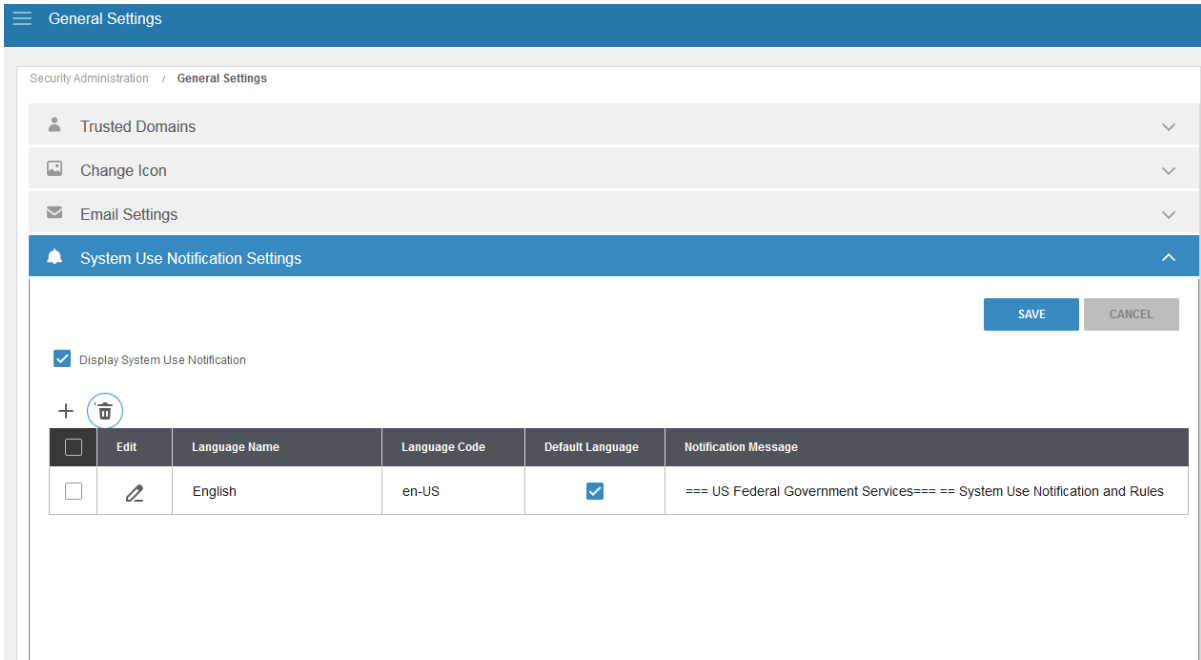 General Settings
Security Administration / General Settings
Trusted Domains
Change Icon
Email Settings
System Use Notification Settings
SAVE CANCEL
Display System Use Notification
Edit Language Name Language Code Default Language Notification Message
English en-US === US Federal Government Services=== == System Use Notification and Rules